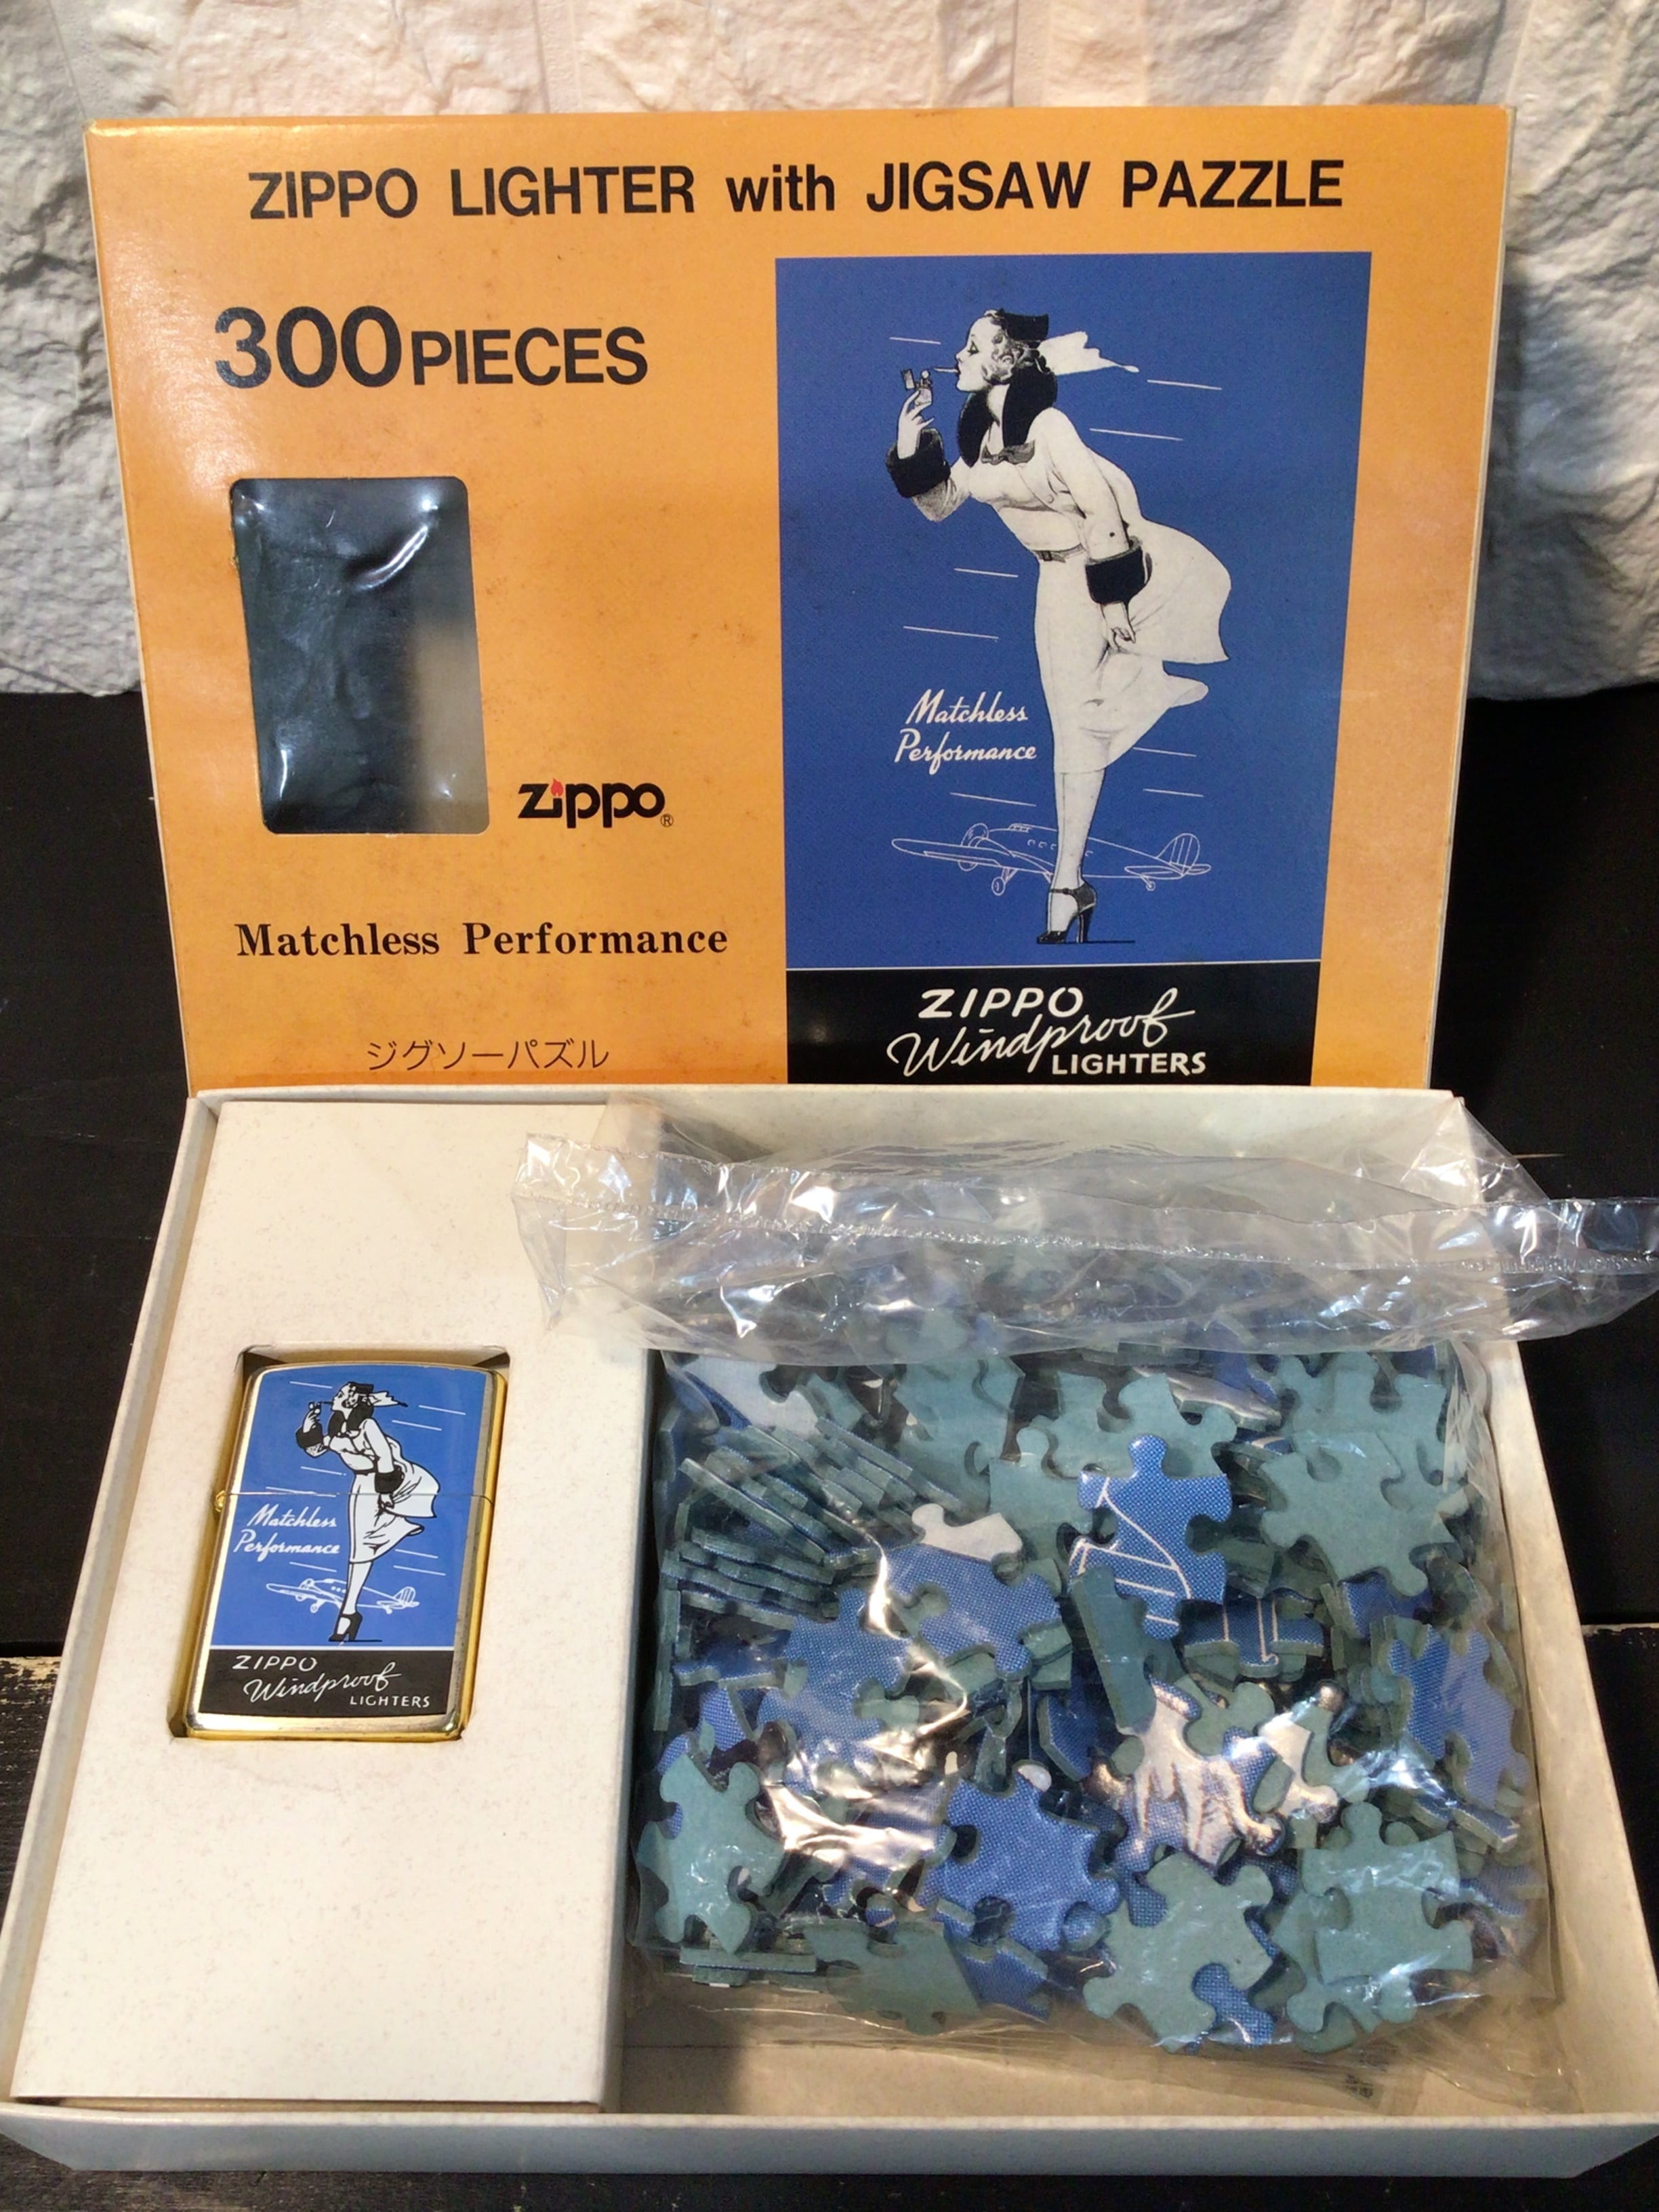 ZIPPO LIGHTER with JIGSAW PAZZLE
300PIECES
zippo®
Matchless Performance
ジグソーパズル
Matchless
Performance
ZIPPO
Windproof
LIGHTERS
Matchless
Performance
ZIPPO
Windproof
LIGHTERS